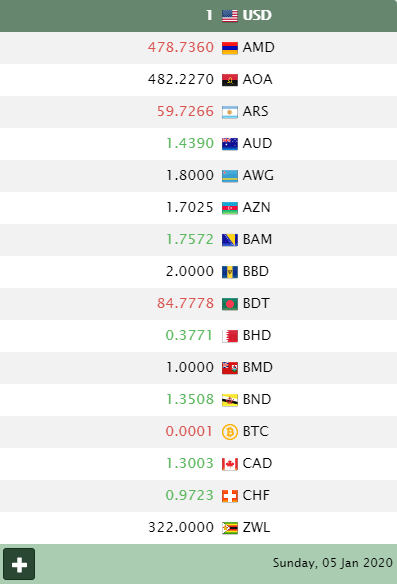 1 USD
478.7360 AMD
482.2270 AOA
59.7266 ARS
1.4390 AUD
1.8000 AWG
1.7025 AZN
1.7572 BAM
2.0000 BBD
84.7778 BDT
0.3771 BHD
1.0000 BMD
1.3508 BND
0.0001 BTC
1.3003 CAD
0.9723 CHF
322.0000 ZWL
Sunday, 05 Jan 2020